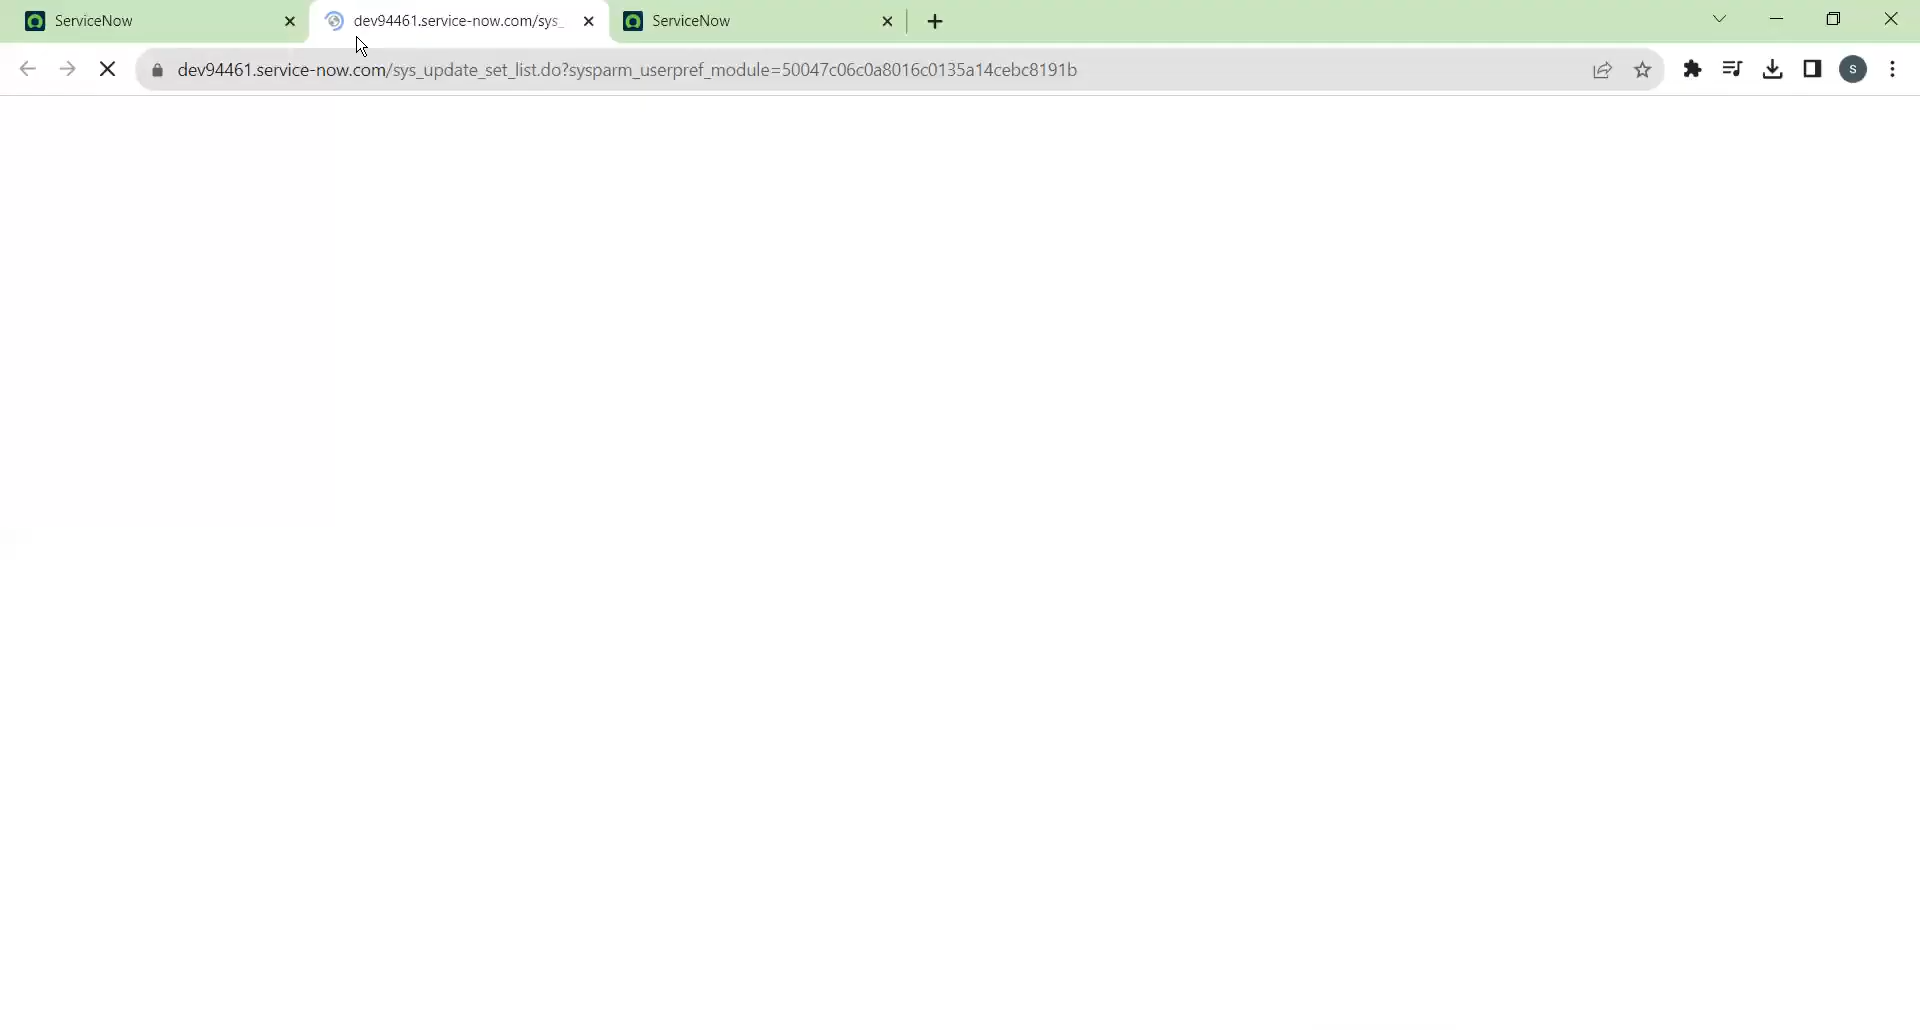 ServiceNow
dev94461.service-now.com/sys_
ServiceNow
dev94461.service-now.com/sys_update_set_list.do?sysparm_userpref_module=50047c06c0a8016c0135a14cebc8191b
S